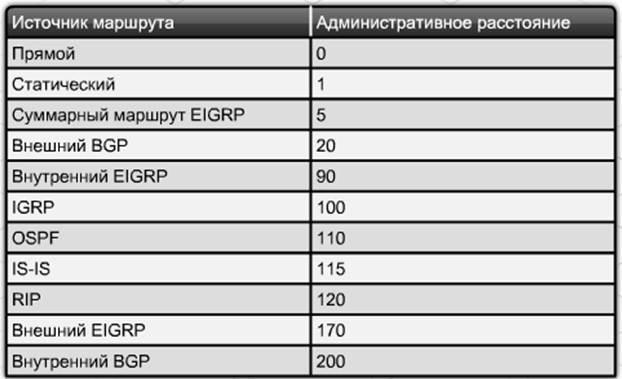 Источник маршрута Административное расстояние
Прямой 0
Статический 1
Суммарный маршрут EIGRP 5
Внешний BGP 20
Внутренний EIGRP 90
IGRP 100
OSPF 110
IS-IS 115
RIP 120
Внешний EIGRP 170
Внутренний BGP 200